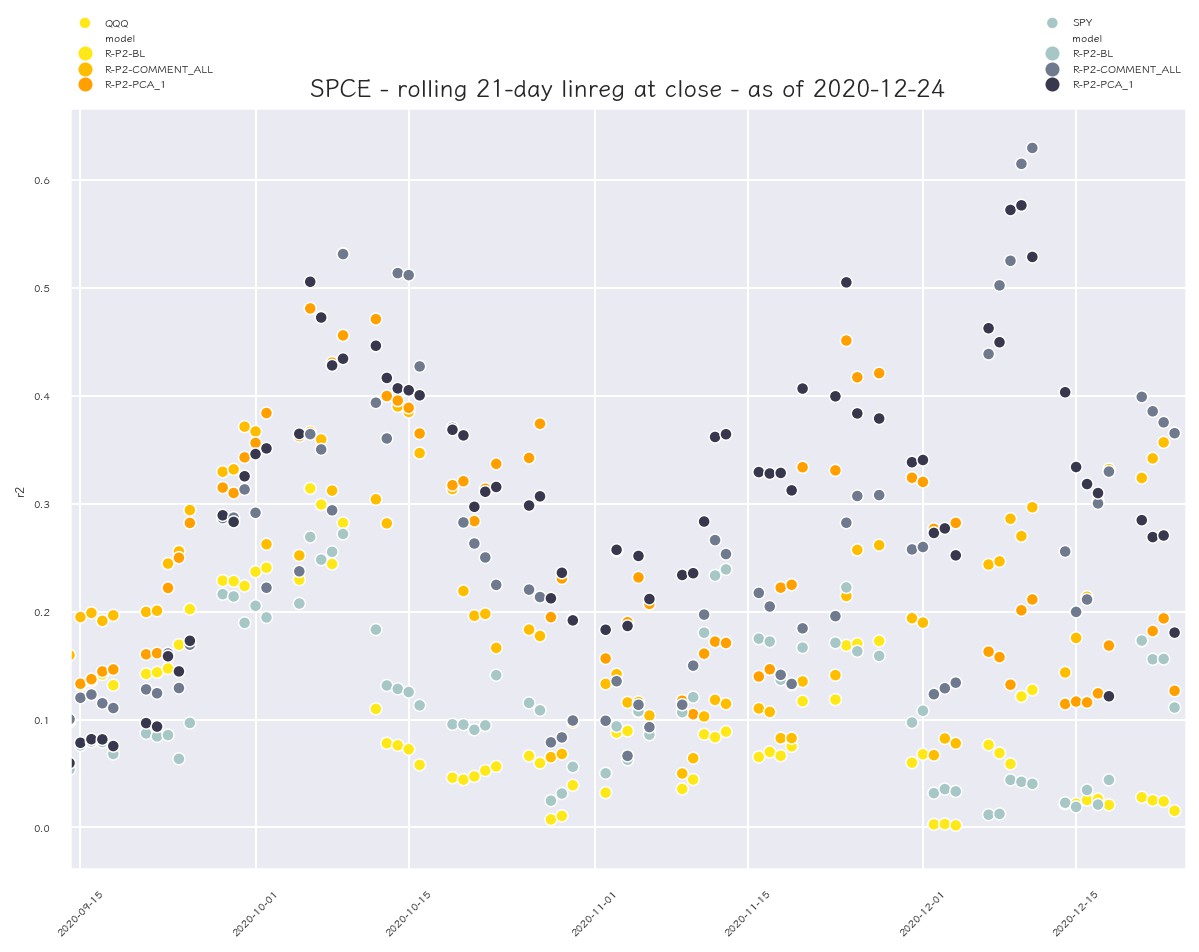 QQQ
model
R-P2-BL
R-P2-COMMENT_ALL
R-P2-PCA_1
SPY
model
R-P2-BL
R-P2-COMMENT_ALL
R-P2-PCA_1
SPCE - rolling 21-day linreg at close - as of 2020-12-24
r2
0.6
0.5
0.4
0.3
0.2
0.1
0.0
2020-09-15
2020-10-01
2020-10-15
2020-11-01
2020-11-15
2020-12-01
2020-12-15